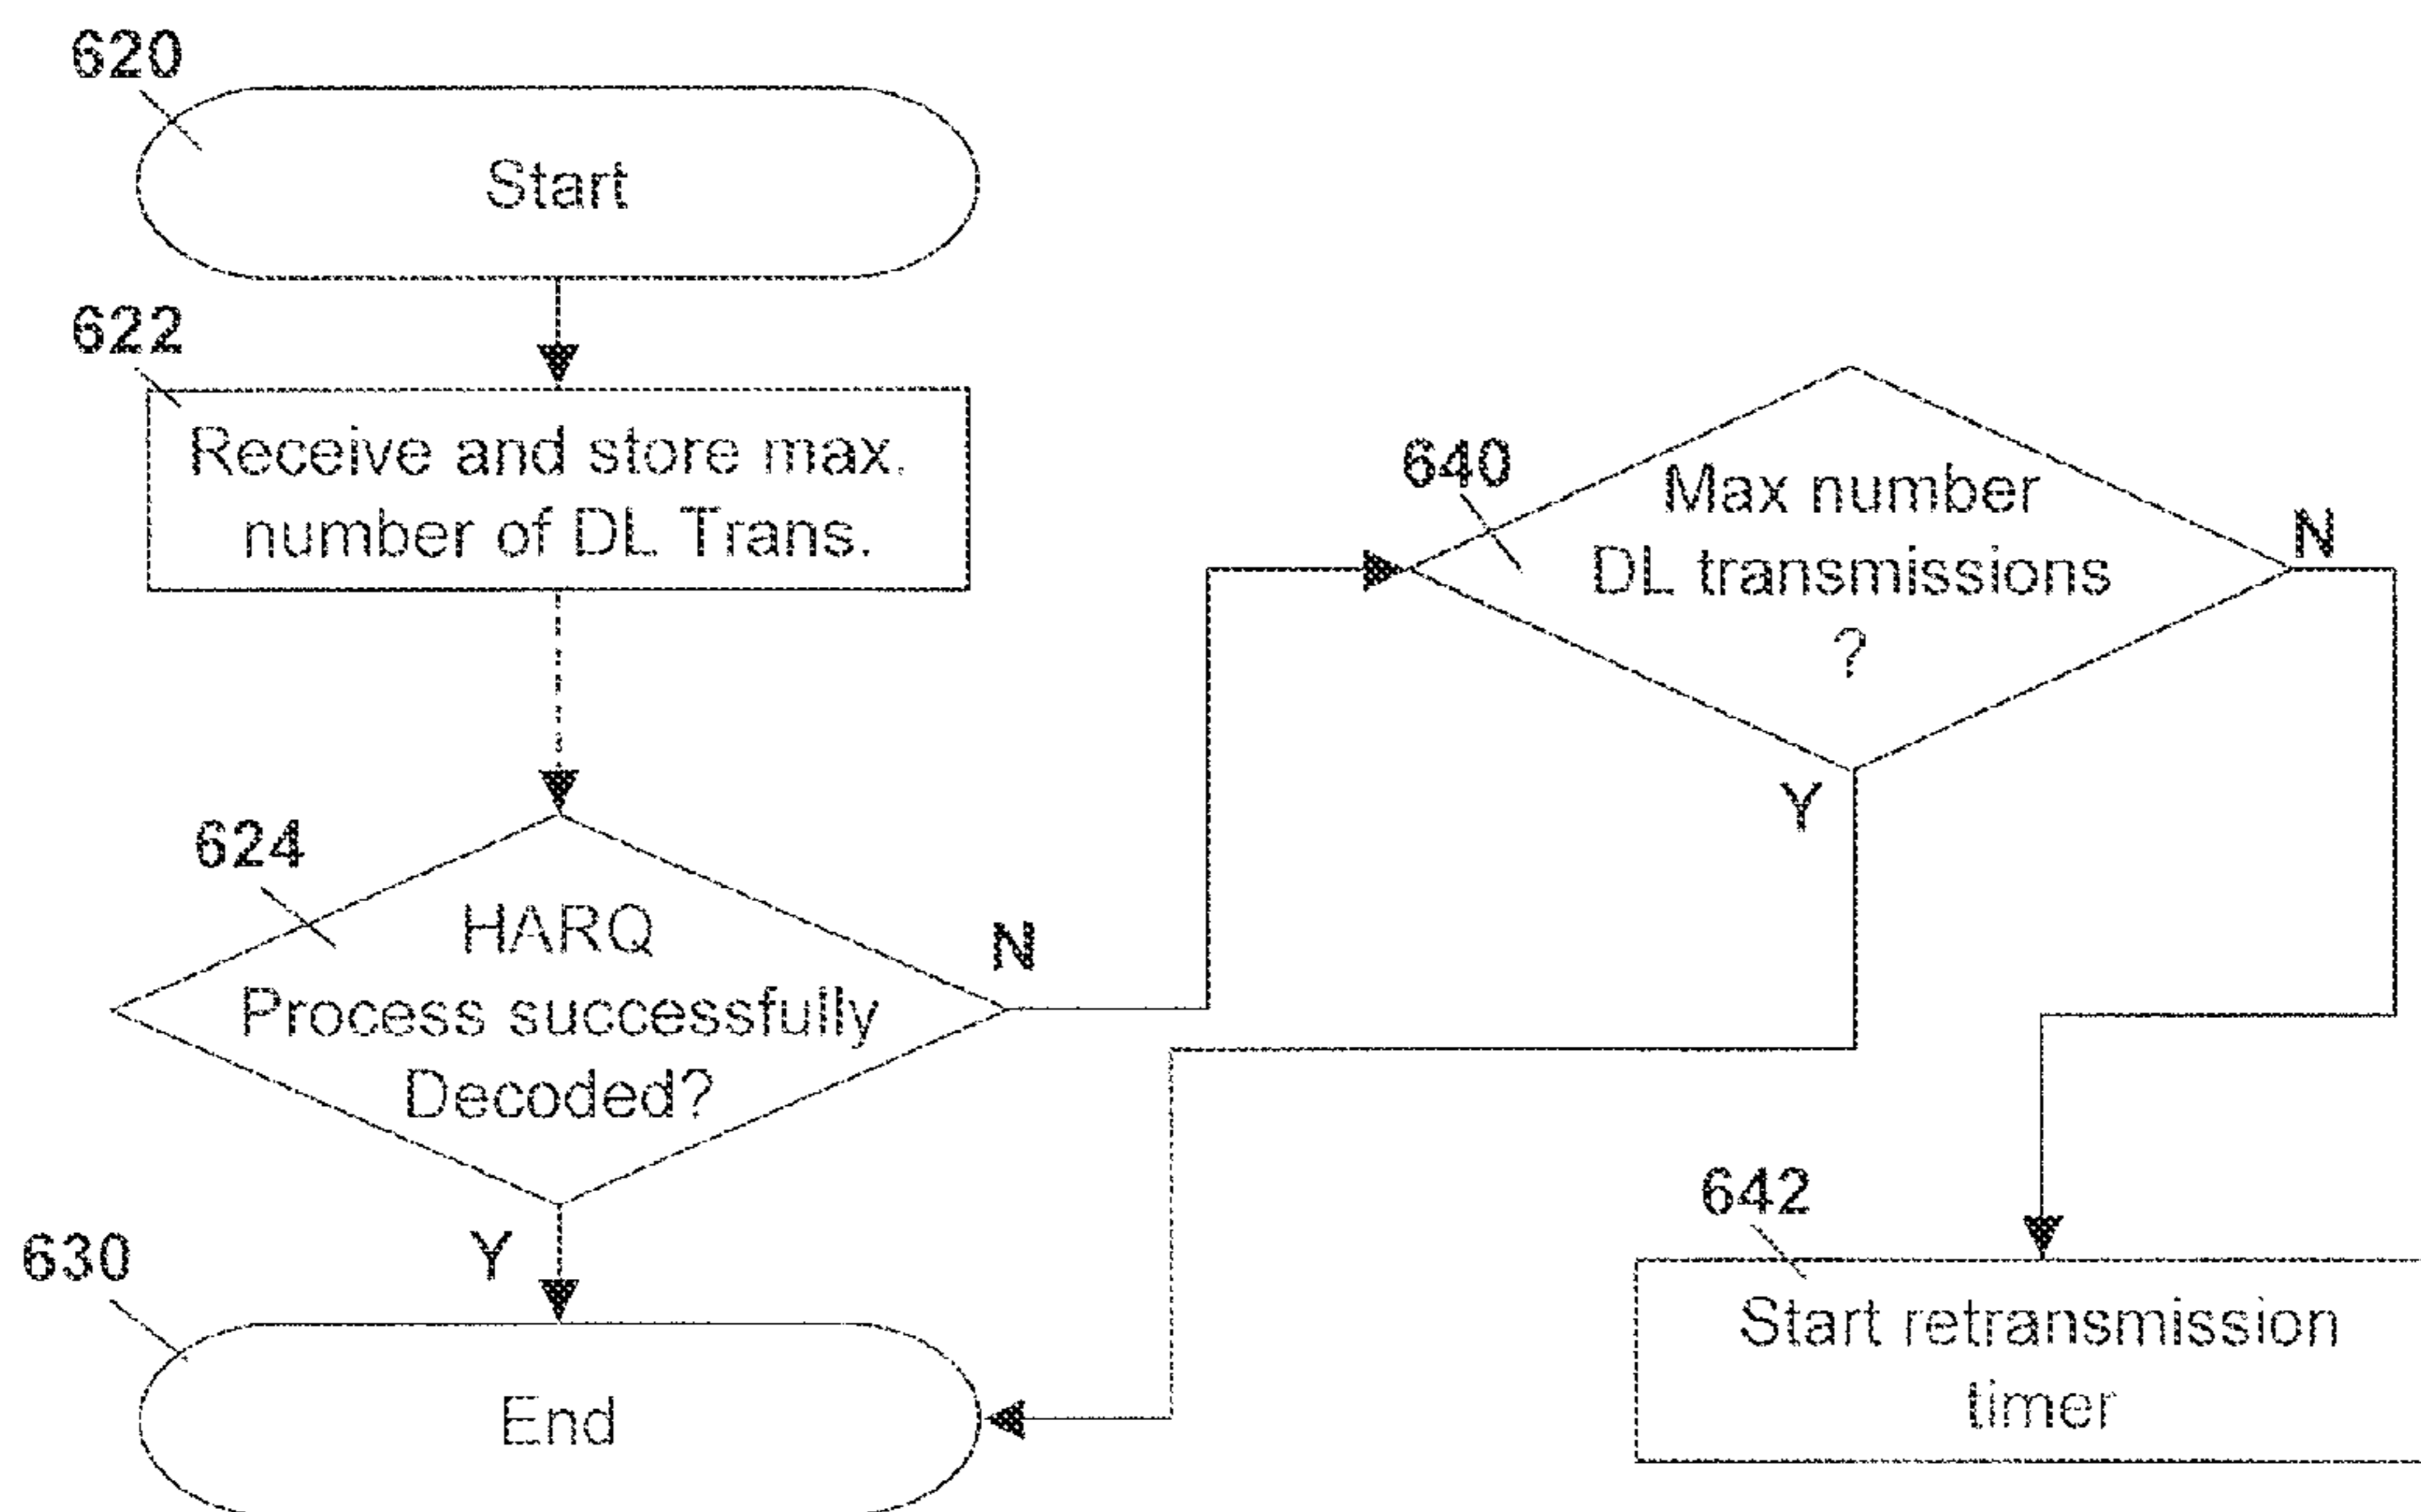 620
Start
622
Receive and store max.
number of DL Trans.
624
HARQ
Process successfully
Decoded?
N
Y
630
End
640
Max number
DL transmissions
?
N
Y
642
Start retransmission
timer